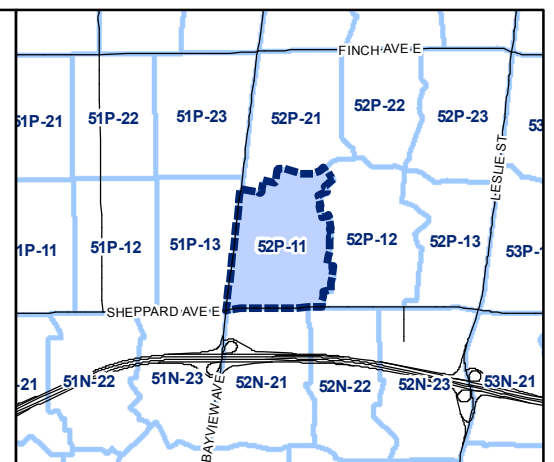 FINCH AVE E
51P-21 51P-22 51P-23 52P-21 52P-22 52P-23 53
LESLIE ST
1P-11 51P-12 51P-13 52P-11 52P-12 52P-13 53P-1
SHEPPARD AVE E
-21 51N-22 51N-23 52N-21 52N-22 52N-23 53N-21
BAYVIEW AVE